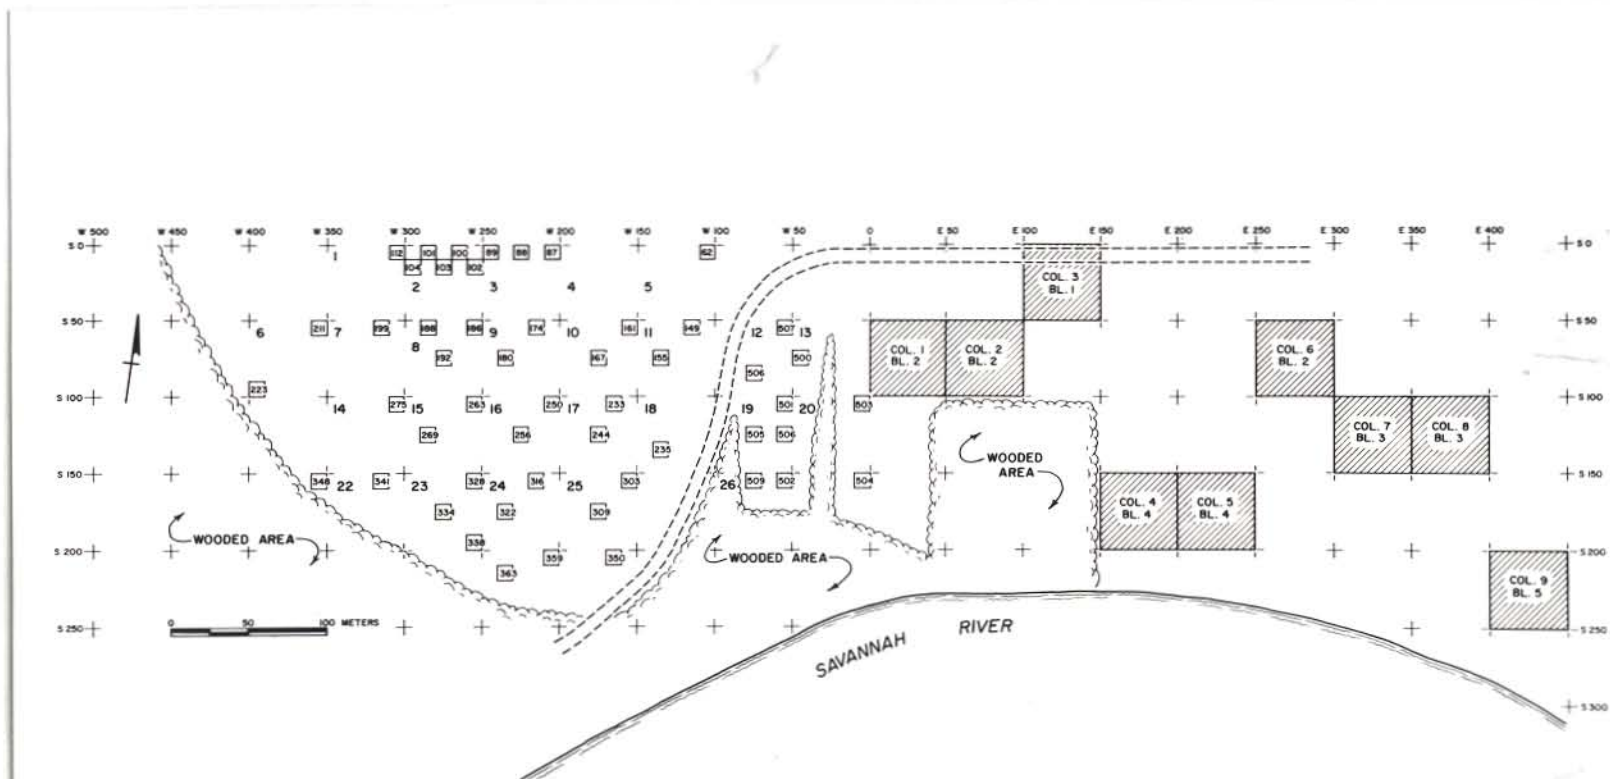 W 500 W 450 W 400 W 350 W 300 W 250 W 200 W 150 W 100 W 50 0 E 50 E 100 E 150 E 200 E 250 E 300 E 350 E 400
S 0 S 0
1 112 101 100 89 88 87 62
104 103 102
COL. 3
BL. 1
2 3 4 5
S 50 S 50
6 211 7 199 188 186 9 174 10 161 11 149 12 507 13
8
192 180 167 155 500
506
COL. 1
BL. 2
COL. 2
BL. 2
COL. 6
BL. 2
223
S 100 S 100
14 275 15 263 16 250 17 233 18 19 501 20 503
269 256 244 505 506
235
COL. 7
BL. 3
COL. 8
BL. 3
WOODED
AREA
S 150 S 150
348 22 341 23 328 24 316 25 303 26 509 502 504
334 322 309
COL. 4
BL. 4
COL. 5
BL. 4
WOODED AREA
338
S 200 S 200
359 350
WOODED AREA
363
COL. 9
BL. 5
0 50 100 METERS
S 250 S 250
SAVANNAH RIVER
S 300